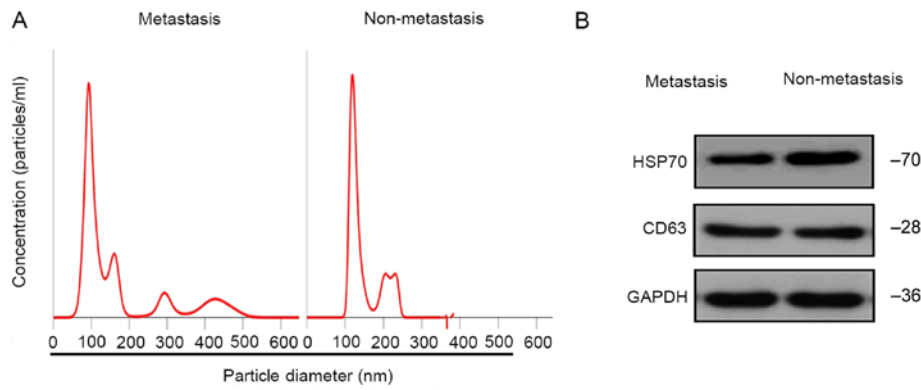 A
Metastasis
Non-metastasis
Concentration (particles/ml)
0 100 200 300 400 500 600
0 100 200 300 400 500 600
Particle diameter (nm)
B
Metastasis
Non-metastasis
HSP70
–70
CD63
–28
GAPDH
–36